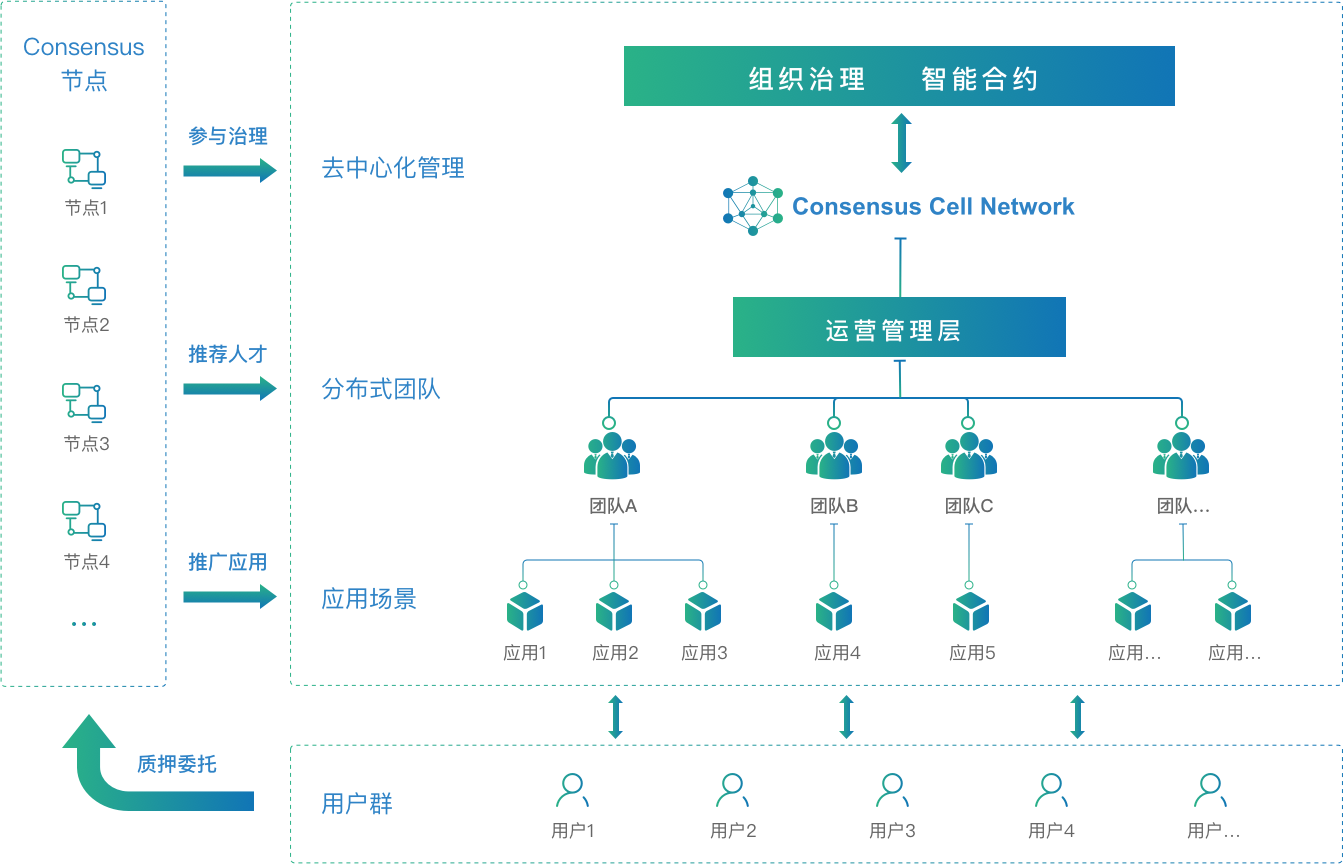 Consensus
节点
节点1
节点2
节点3
节点4
...
参与治理
推荐人才
推广应用
组织治理 智能合约
去中心化管理
Consensus Cell Network
运营管理层
分布式团队
团队A 团队B 团队C 团队...
应用场景
应用1 应用2 应用3 应用4 应用5 应用... 应用...
质押委托
用户群
用户1 用户2 用户3 用户4 用户...